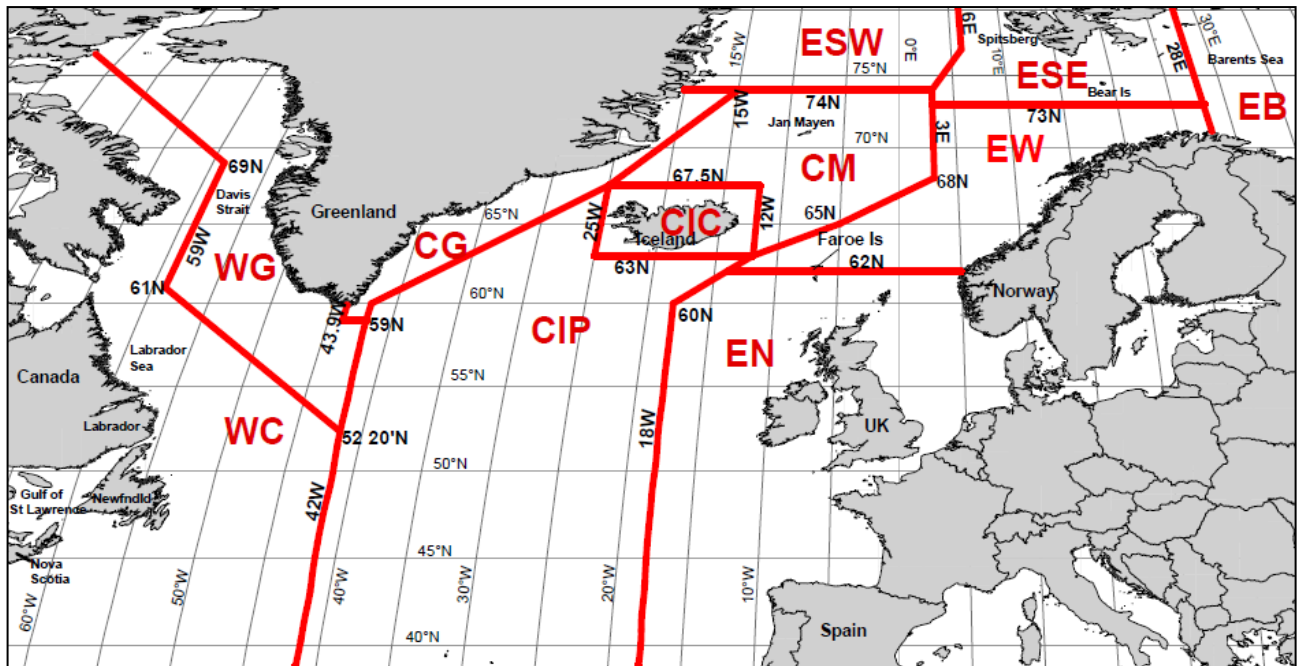 ESW
6E
Spitsberg
30°E
28E
Barents Sea
15°W
0°E
10°E
75°N
ESE
Bear Is
EB
74N
73N
15W
Jan Mayen
3E
70°N
EW
CM
69N
67.5N
68N
Davis
Strait
Greenland
65°N
25W
CIC
12W
65N
Iceland
Faroe Is
59W
WG
CG
63N
62N
61N
60°N
Norway
43.9W
59N
CIP
60N
EN
Labrador
Sea
Canada
55°N
Labrador
WC
52 20'N
18W
UK
50°N
Gulf of
St Lawrence
Newfndld
42W
45°N
Nova
Scotia
60°W
50°W
40°W
30°W
20°W
10°W
40°N
Spain